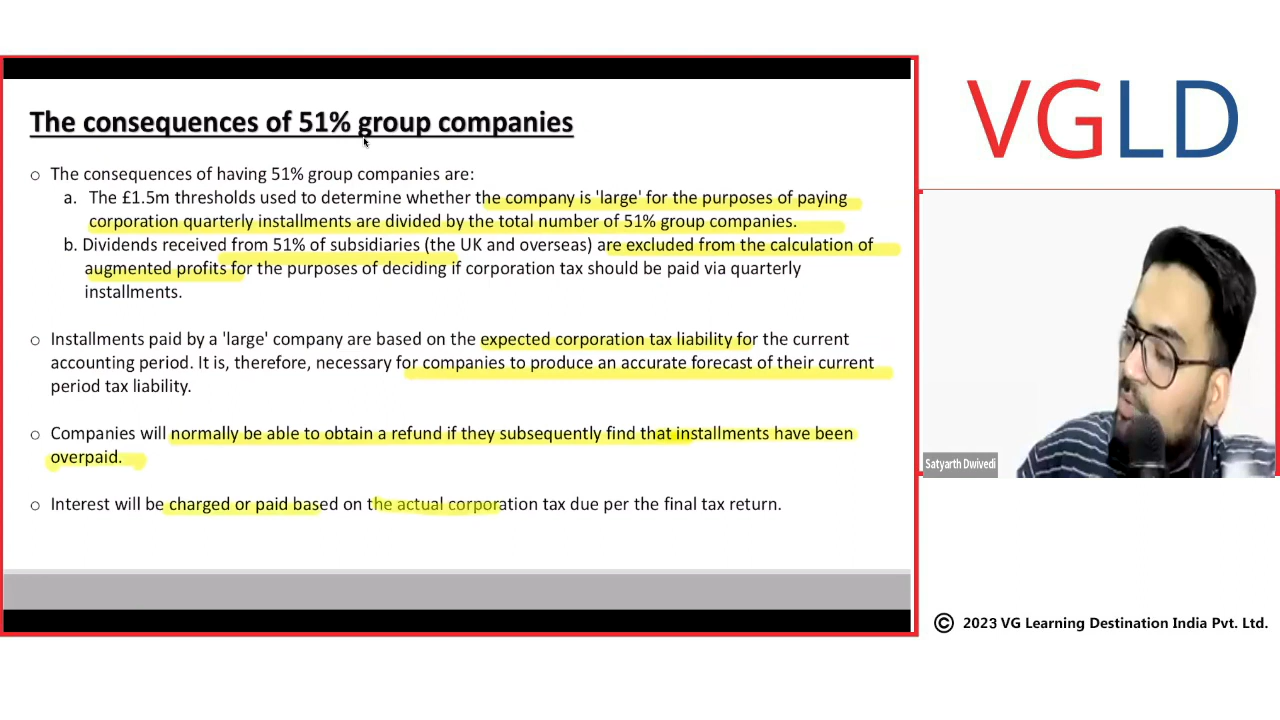 The consequences of 51% group companies
o The consequences of having 51% group companies are:
a. The £1.5m thresholds used to determine whether the company is 'large' for the purposes of paying
corporation quarterly installments are divided by the total number of 51% group companies.
b. Dividends received from 51% of subsidiaries (the UK and overseas) are excluded from the calculation of
augmented profits for the purposes of deciding if corporation tax should be paid via quarterly
installments.
o Installments paid by a 'large' company are based on the expected corporation tax liability for the current
accounting period. It is, therefore, necessary for companies to produce an accurate forecast of their current
period tax liability.
o Companies will normally be able to obtain a refund if they subsequently find that installments have been
overpaid.
o Interest will be charged or paid based on the actual corporation tax due per the final tax return.
VGLD
Satyarth Dwivedi
© 2023 VG Learning Destination India Pvt. Ltd.